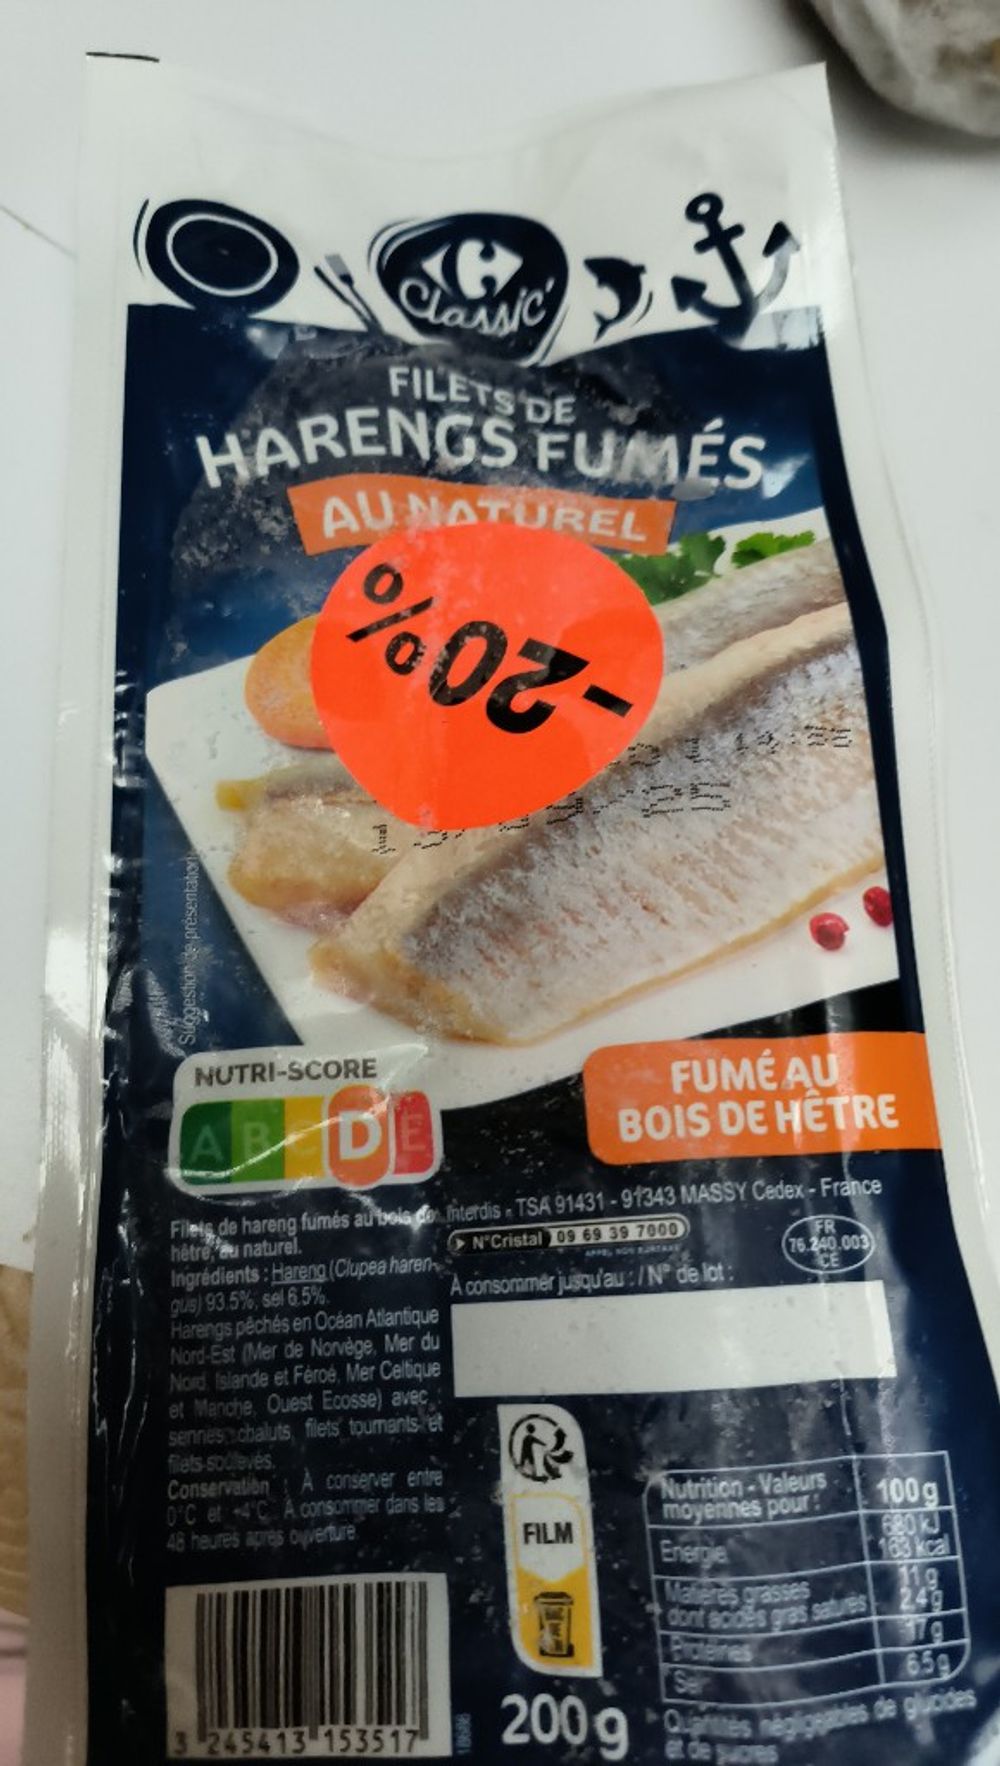 Classic'
FILETS DE
HARENGS FUMÉS
AU NATUREL
-20%
Suggestion de présentation
NUTRI-SCORE
A B C D E
FUMÉ AU
BOIS DE HÊTRE
Filets de hareng fumés au bois de
hêtre, au naturel.
Ingrédients : Hareng (Clupea haren-
gus) 93.5%, sel 6.5%.
Harengs pêchés en Océan Atlantique
Nord-Est (Mer de Norvège, Mer du
Nord, Islande et Féroé, Mer Celtique
et Manche, Ouest Ecosse) avec
sennes, chaluts, filets tournants et
filets soulevés.
Conservation : À conserver entre
0°C et +4°C. À consommer dans les
48 heures après ouverture.
Interdis - TSA 91431 - 91343 MASSY Cedex - France
N°Cristal 09 69 39 7000
APPEL NON SURTAXÉ
FR
76.240.003
CE
A consommer jusqu'au : / N° de lot :
FILM
BAC
Nutrition - Valeurs
moyennes pour : 100 g
680 kJ
Energie 163 kcal
Matières grasses 11 g
dont acides gras saturés 2.4 g
Protéines 17 g
Sel 6.5 g
Quantités négligeables de glucides
et de sucres
3 245413 153517
200 g